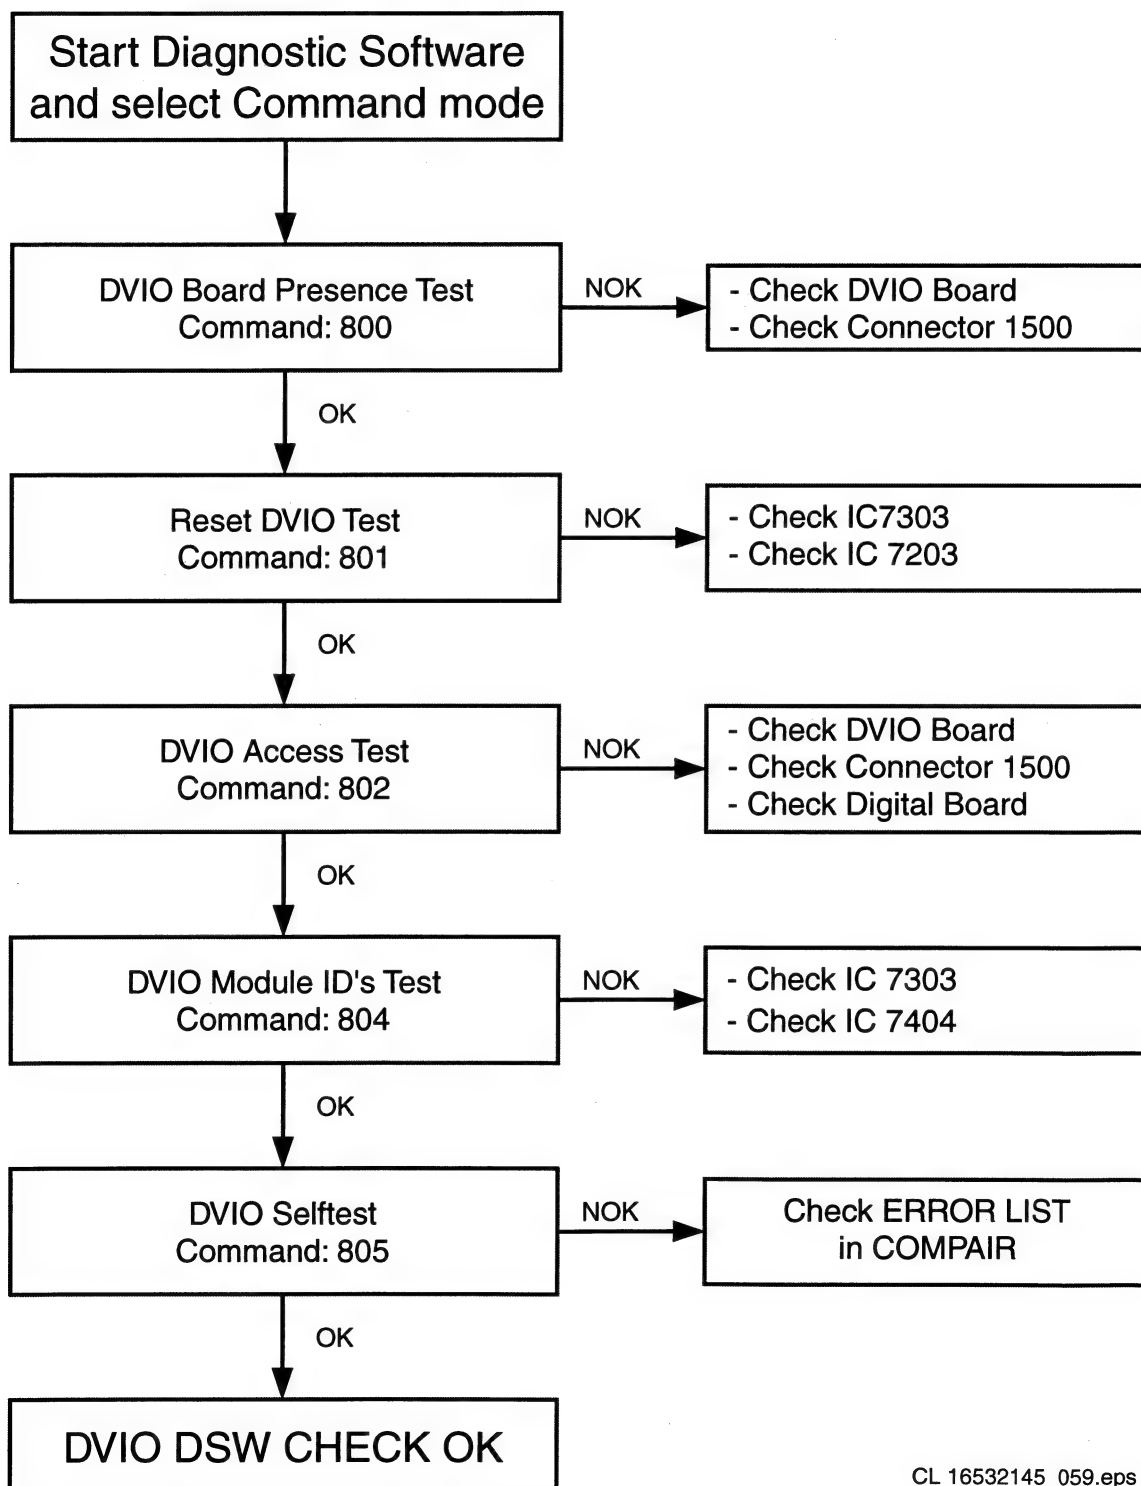 Start Diagnostic Software
and select Command mode
DVIO Board Presence Test
Command: 800
NOK
- Check DVIO Board
- Check Connector 1500
OK
Reset DVIO Test
Command: 801
NOK
- Check IC7303
- Check IC 7203
OK
DVIO Access Test
Command: 802
NOK
- Check DVIO Board
- Check Connector 1500
- Check Digital Board
OK
DVIO Module ID's Test
Command: 804
NOK
- Check IC 7303
- Check IC 7404
OK
DVIO Selftest
Command: 805
NOK
Check ERROR LIST
in COMPAIR
OK
DVIO DSW CHECK OK
CL 16532145_059.eps